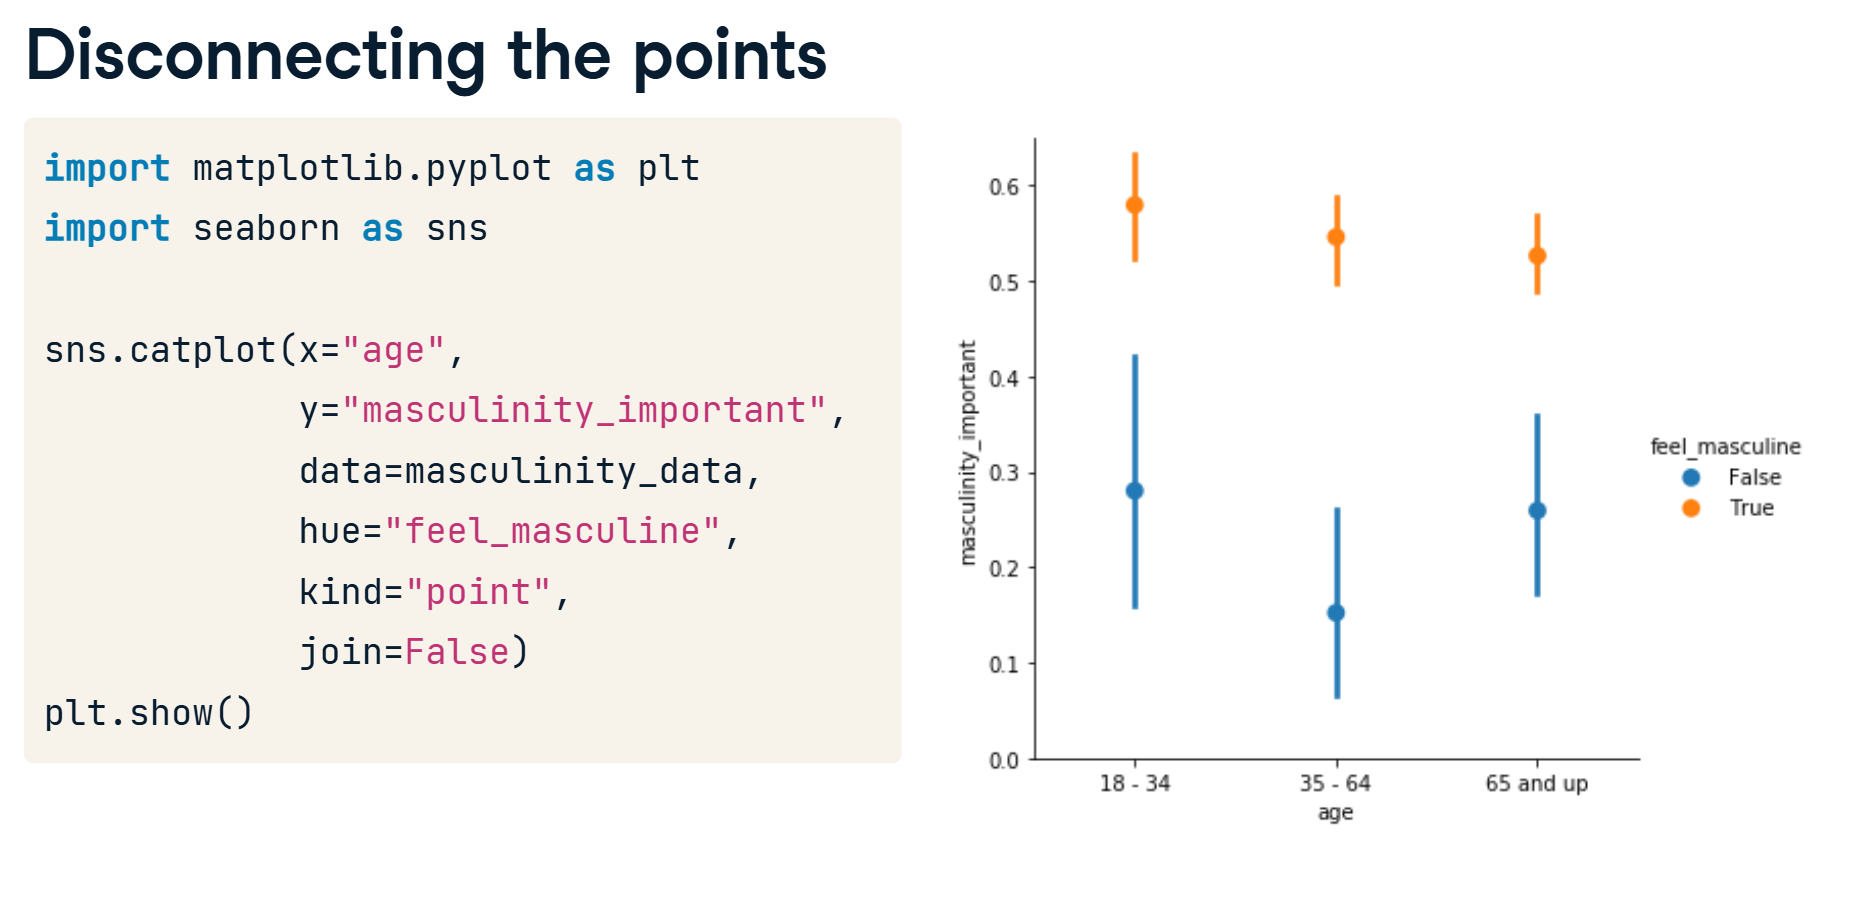 Disconnecting the points
import matplotlib.pyplot as plt
import seaborn as sns
sns.catplot(x="age",
y="masculinity_important",
data=masculinity_data,
hue="feel_masculine",
kind="point",
join=False)
plt.show()
masculinity_important
0.6
0.5
0.4
0.3
0.2
0.1
0.0
18 - 34
35 - 64
65 and up
age
feel_masculine
False
True